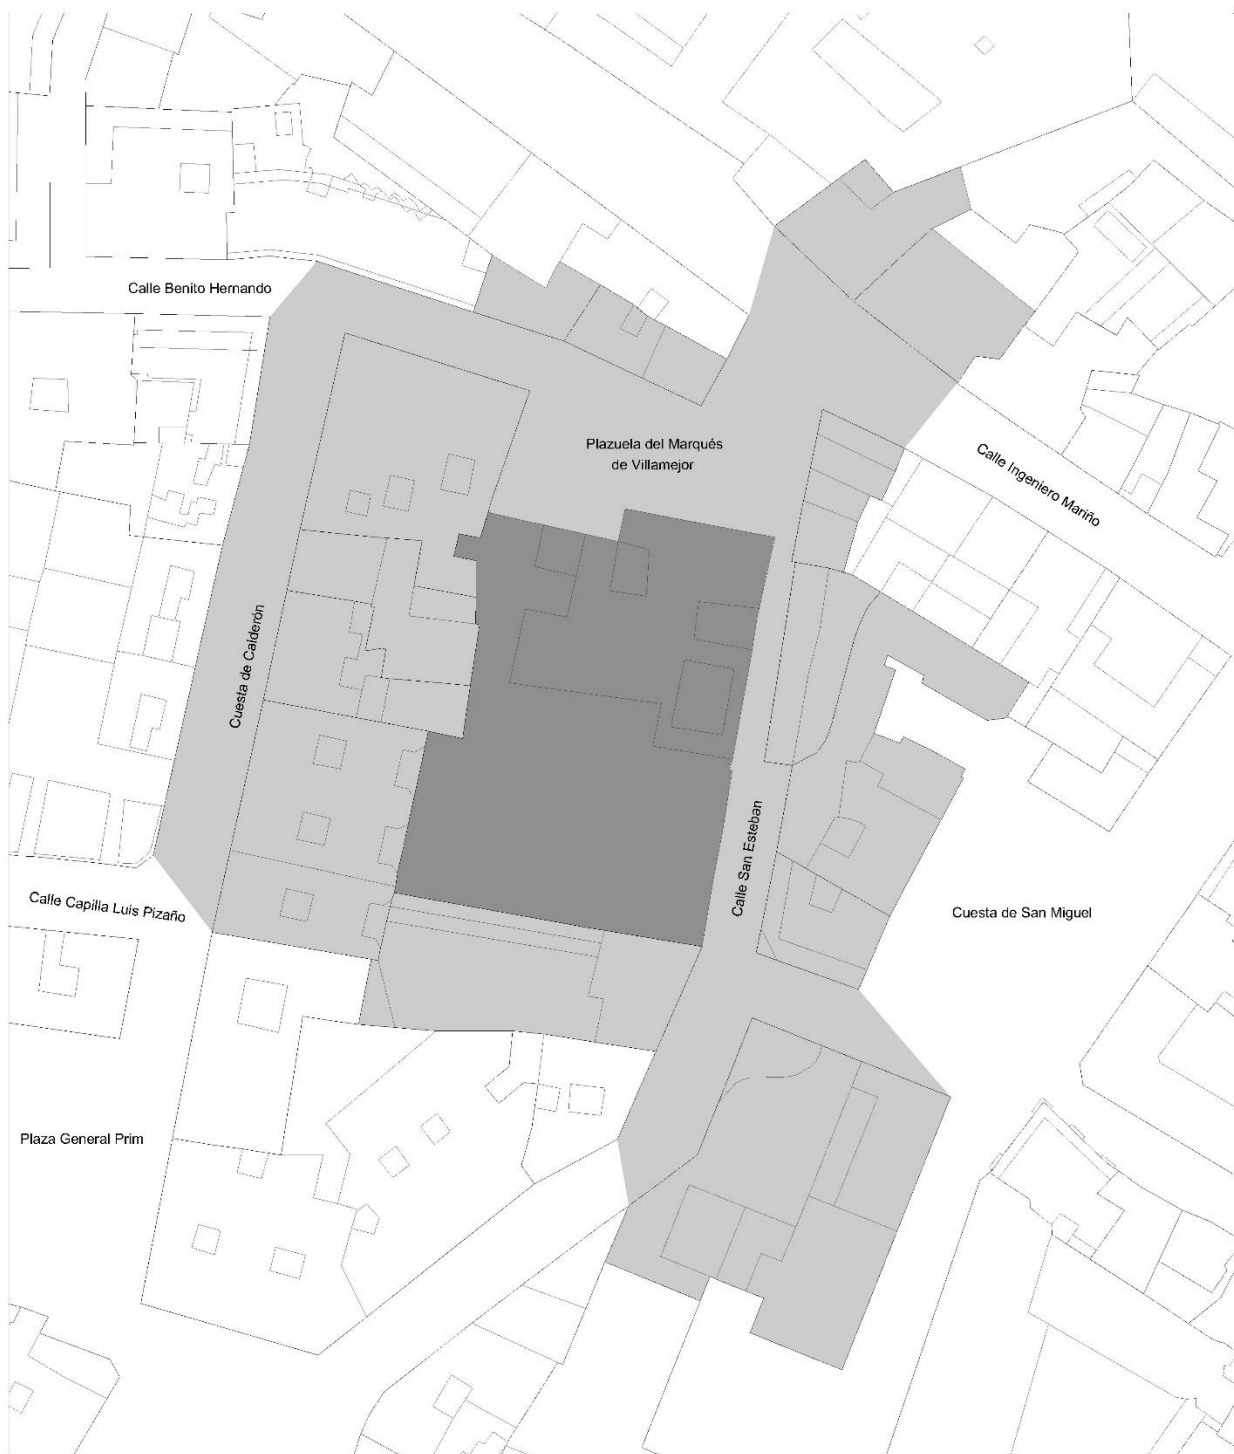 Calle Benito Hernando
Plazuela del Marqués
de Villamejor
Calle Ingeniero Mariño
Cuesta de Calderón
Calle San Esteban
Calle Capilla Luis Pizaño
Cuesta de San Miguel
Plaza General Prim